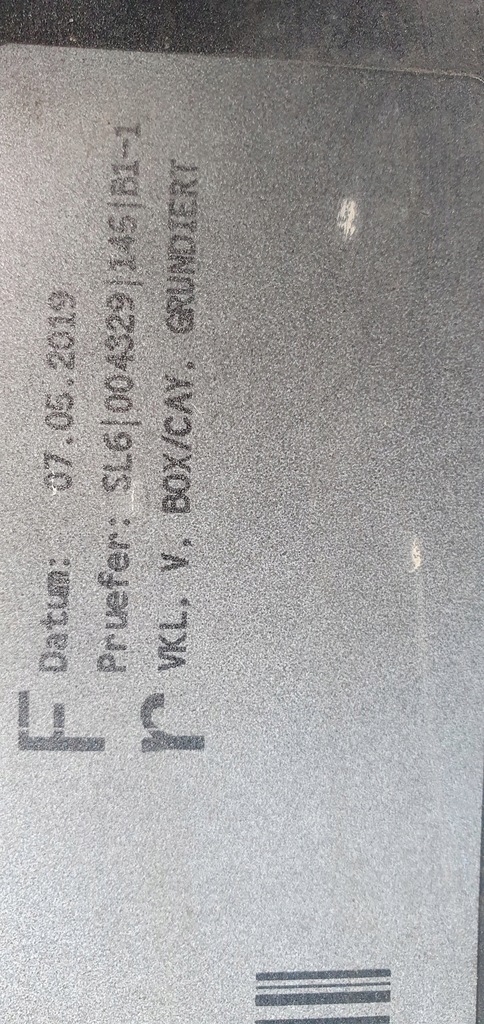 F
r
Datum: 07.05.2019
Pruefer: SL6|004329|145|B1-1
VKL. V. BOX/CAY. GRUNDIERT